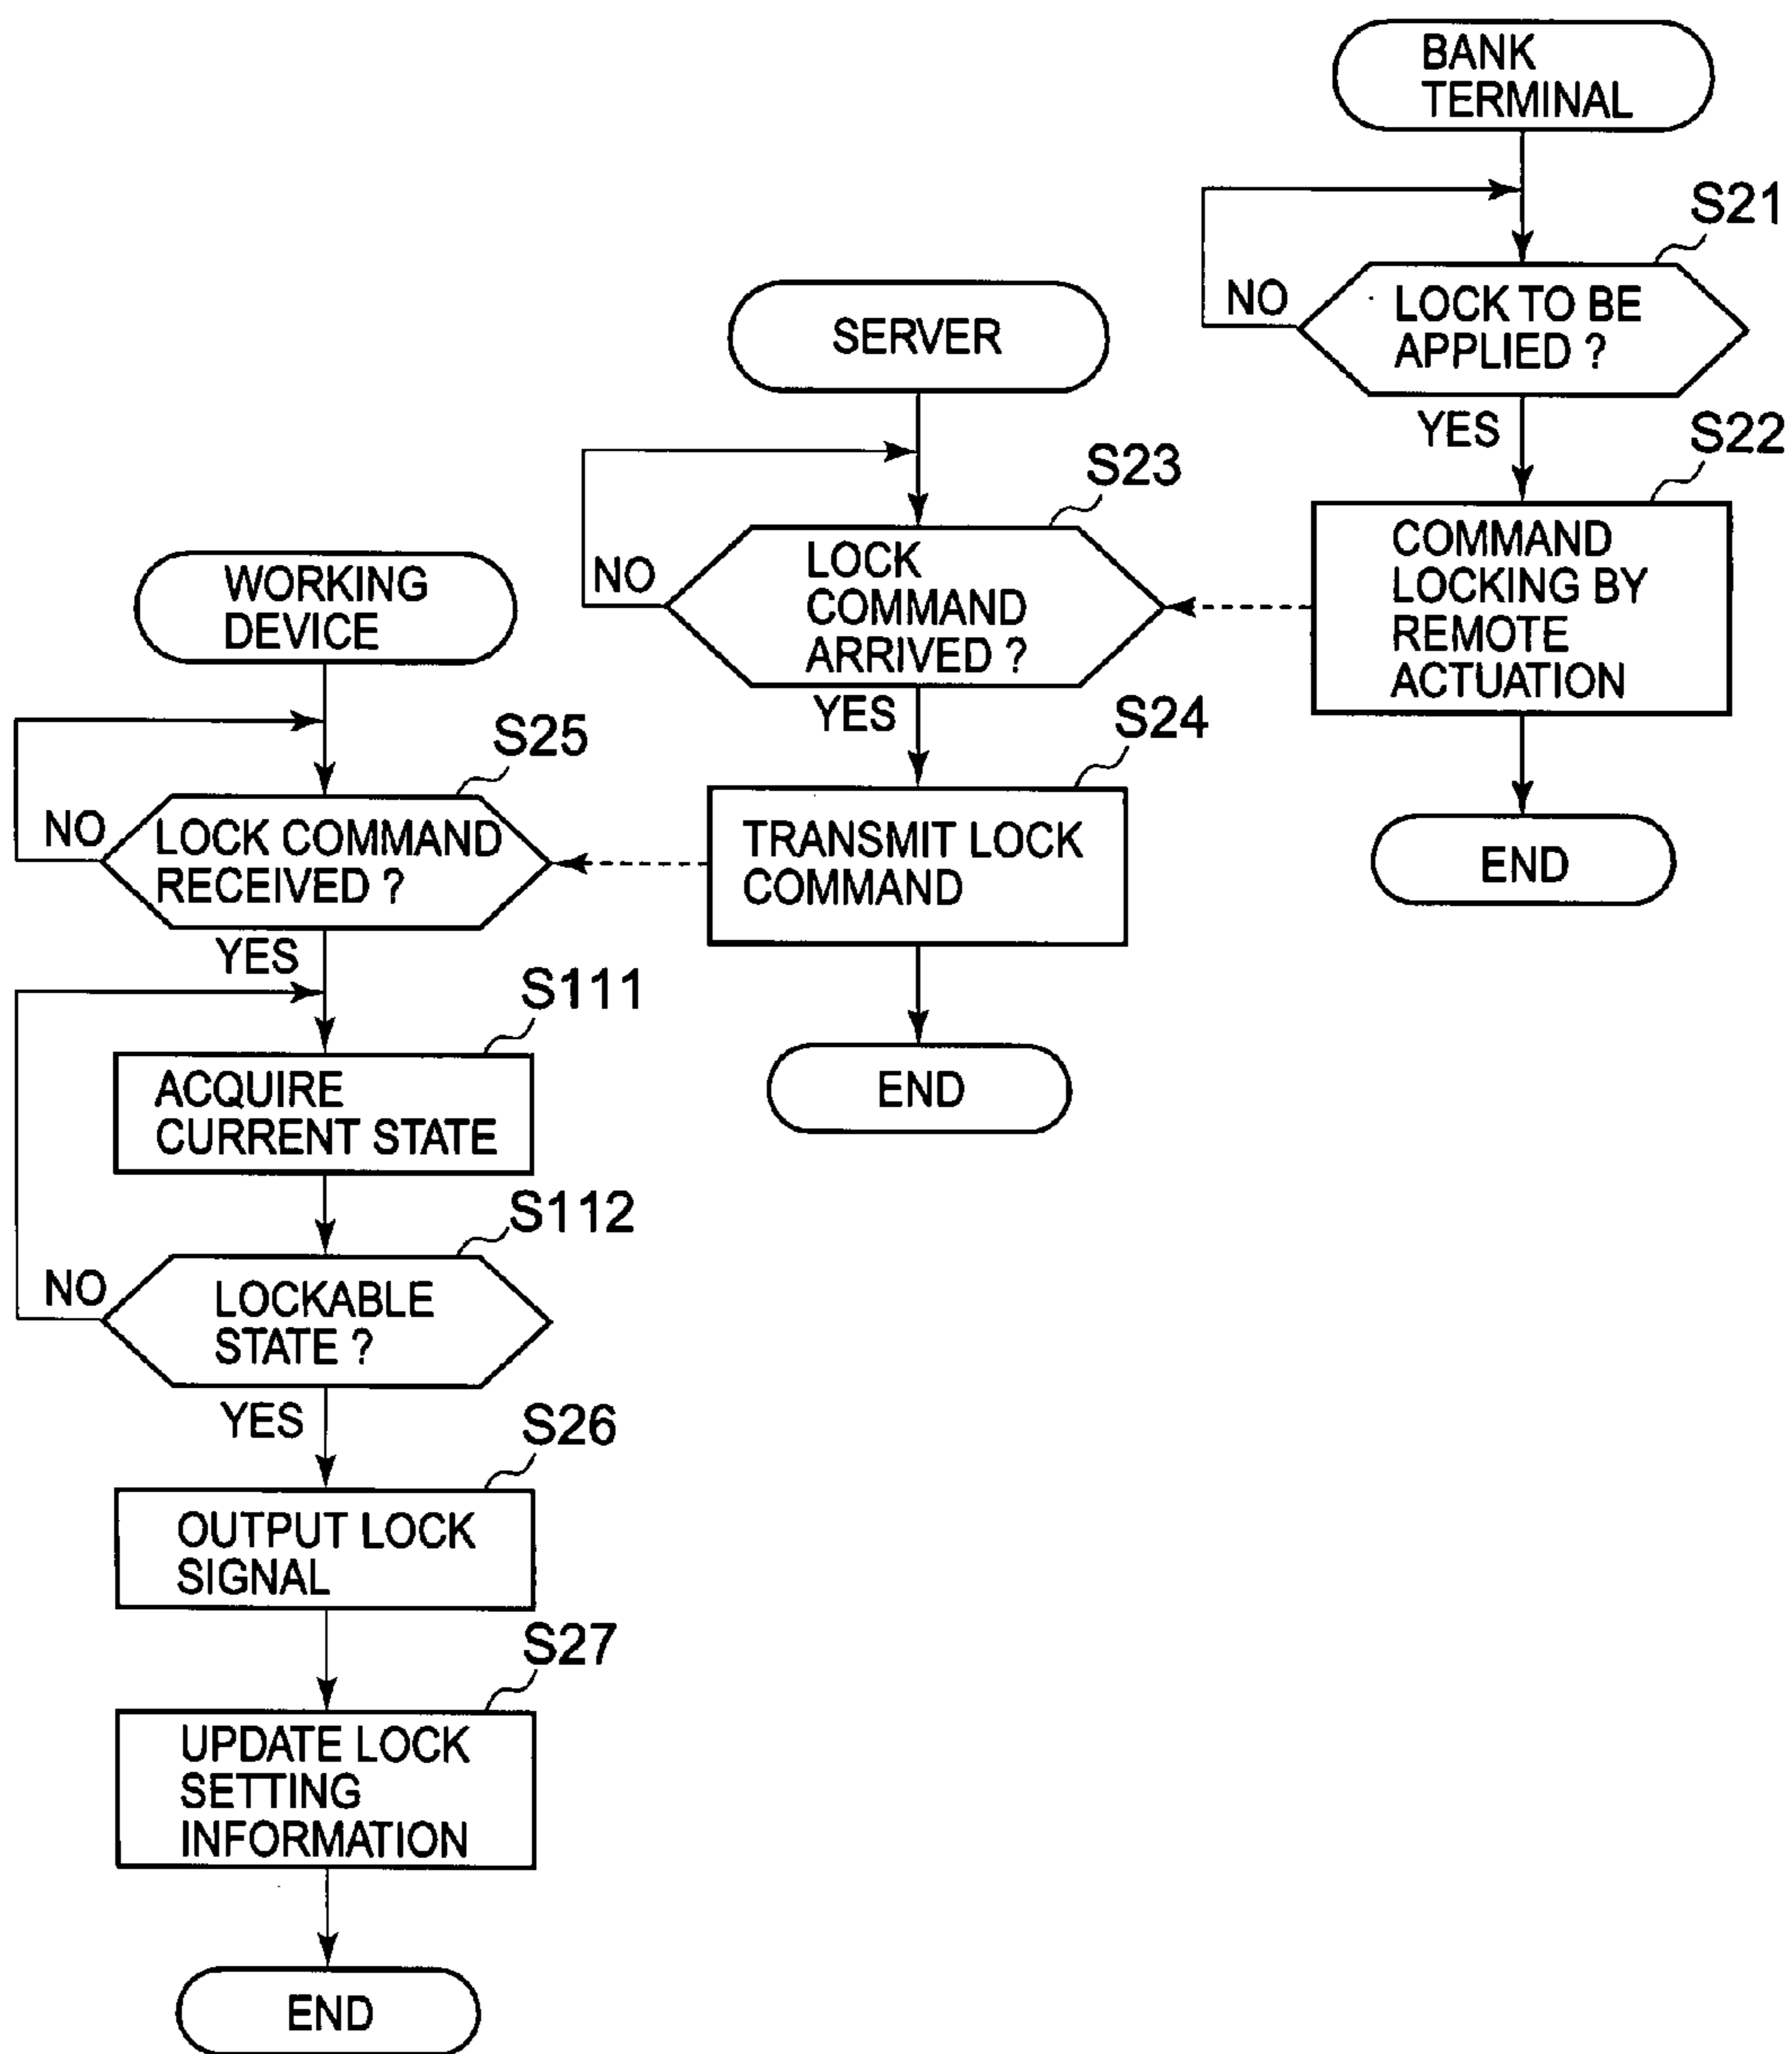 BANK
TERMINAL
S21
NO
LOCK TO BE
APPLIED ?
YES
S22
COMMAND
LOCKING BY
REMOTE
ACTUATION
END
SERVER
S23
NO
LOCK
COMMAND
ARRIVED ?
YES
S24
TRANSMIT LOCK
COMMAND
END
WORKING
DEVICE
S25
NO
LOCK COMMAND
RECEIVED ?
YES
S111
ACQUIRE
CURRENT STATE
S112
NO
LOCKABLE
STATE ?
YES
S26
OUTPUT LOCK
SIGNAL
S27
UPDATE LOCK
SETTING
INFORMATION
END